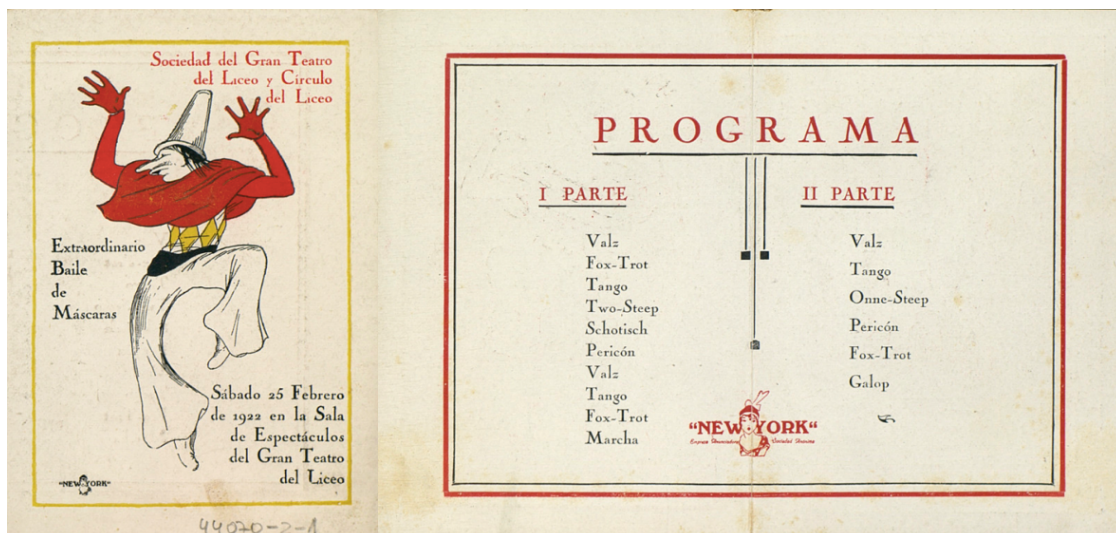 Sociedad del Gran Teatro
del Liceo y Círculo
del Liceo
Extraordinario
Baile
de
Máscaras
Sábado 25 Febrero
de 1922 en la Sala
de Espectáculos
del Gran Teatro
del Liceo
"NEW YORK"
44070-2-1
PROGRAMA
I PARTE
Valz
Fox-Trot
Tango
Two-Steep
Schotisch
Pericón
Valz
Tango
Fox-Trot
Marcha
II PARTE
Valz
Tango
Onne-Steep
Pericón
Fox-Trot
Galop
"NEW YORK"